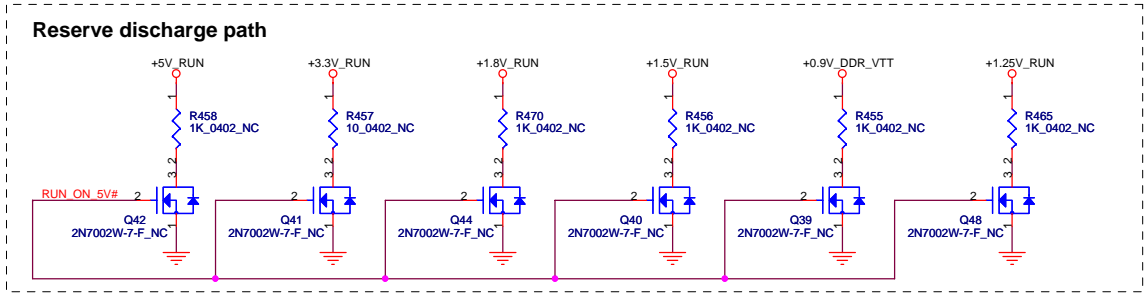 Reserve discharge path
+5V_RUN
+3.3V_RUN
+1.8V_RUN
+1.5V_RUN
+0.9V_DDR_VTT
+1.25V_RUN
1
1
1
1
1
1
R458
1K_0402_NC
R457
10_0402_NC
R470
1K_0402_NC
R456
1K_0402_NC
R455
1K_0402_NC
R465
1K_0402_NC
2
2
2
2
2
2
3
3
3
3
3
3
RUN_ON_5V#
2
2
2
2
2
2
Q42
2N7002W-7-F_NC
Q41
2N7002W-7-F_NC
Q44
2N7002W-7-F_NC
Q40
2N7002W-7-F_NC
Q39
2N7002W-7-F_NC
Q48
2N7002W-7-F_NC
1
1
1
1
1
1